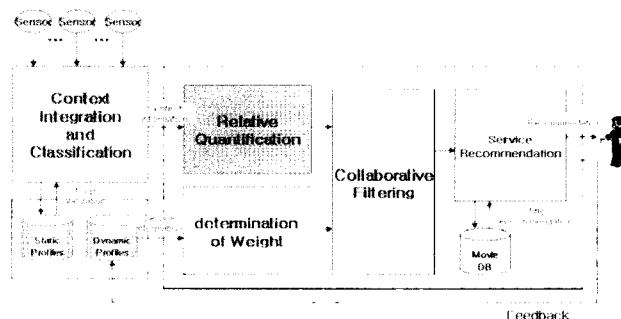 Sensor Sensor Sensor
Context
Integration
and
Classification
Relative
Quantification
Collaborative
Filtering
Service
Recommendation
determination
of Weight
Static
Profiles
Dynamic
Profiles
Movie
DB
Feedback